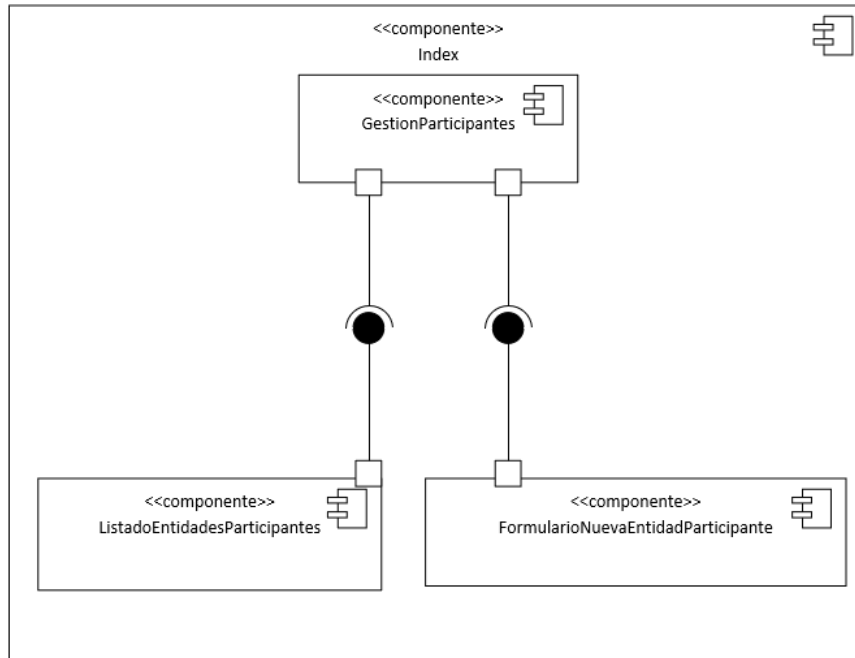 <<componente>>
Index
<<componente>>
GestionParticipantes
<<componente>>
ListadoEntidadesParticipantes
<<componente>>
FormularioNuevaEntidadParticipante